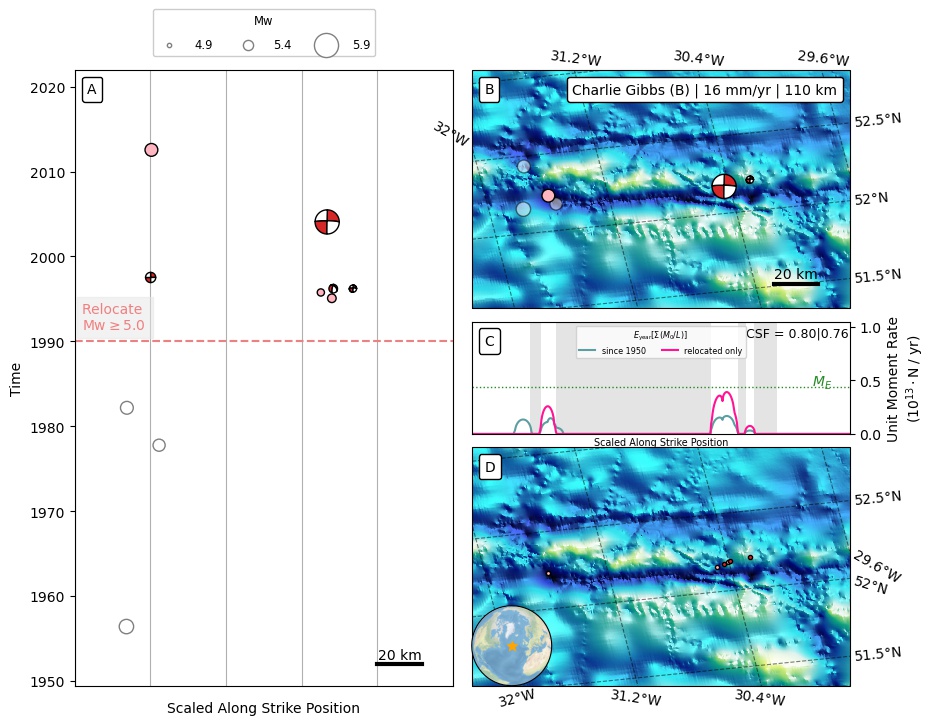 Mw
4.9 5.4 5.9
A
2020
2010
2000
1990
1980
1970
1960
1950
Time
Relocate
Mw ≥ 5.0
20 km
Scaled Along Strike Position
31.2°W 30.4°W 29.6°W
32°W
B
Charlie Gibbs (B) | 16 mm/yr | 110 km
52.5°N
52°N
51.5°N
20 km
C
E_year[Σ(M₀/L)]
since 1950 relocated only
CSF = 0.80|0.76
Ṁ_E
1.0
0.5
0.0
Unit Moment Rate
(10¹³ · N / yr)
Scaled Along Strike Position
D
52.5°N
29.6°W
52°N
51.5°N
32°W 31.2°W 30.4°W